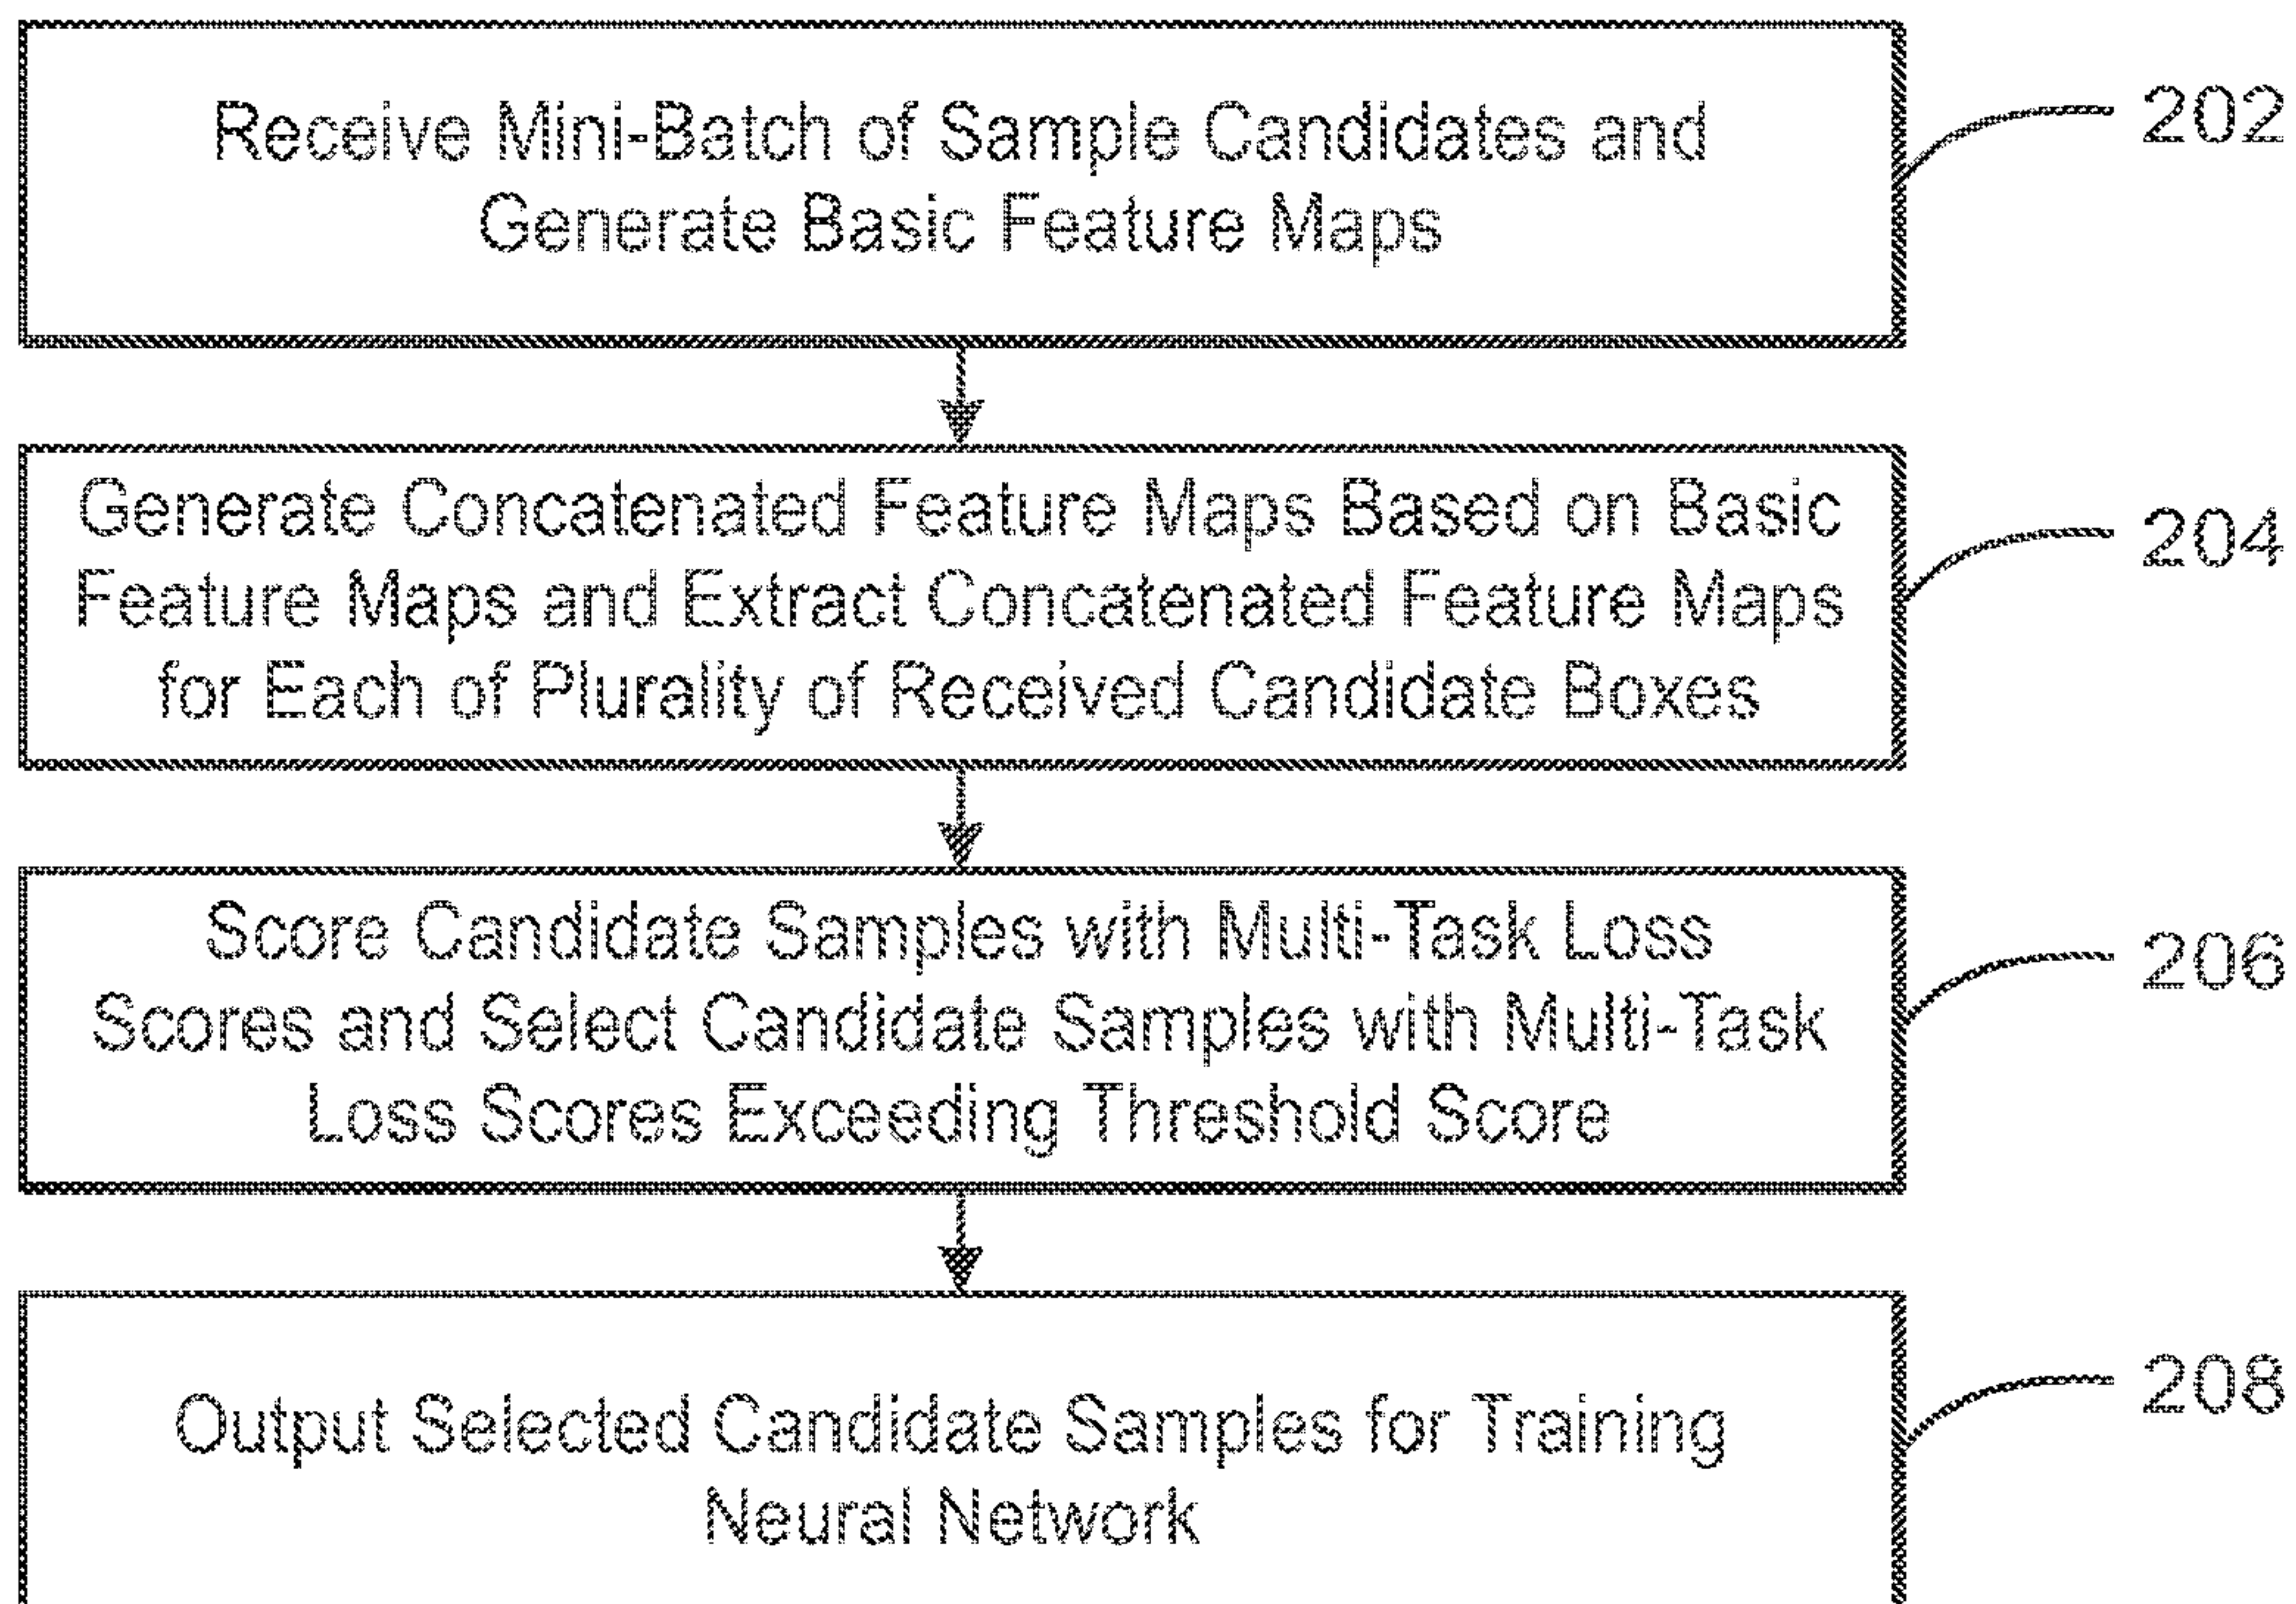 Receive Mini-Batch of Sample Candidates and
Generate Basic Feature Maps
202
Generate Concatenated Feature Maps Based on Basic
Feature Maps and Extract Concatenated Feature Maps
for Each of Plurality of Received Candidate Boxes
204
Score Candidate Samples with Multi-Task Loss
Scores and Select Candidate Samples with Multi-Task
Loss Scores Exceeding Threshold Score
206
Output Selected Candidate Samples for Training
Neural Network
208